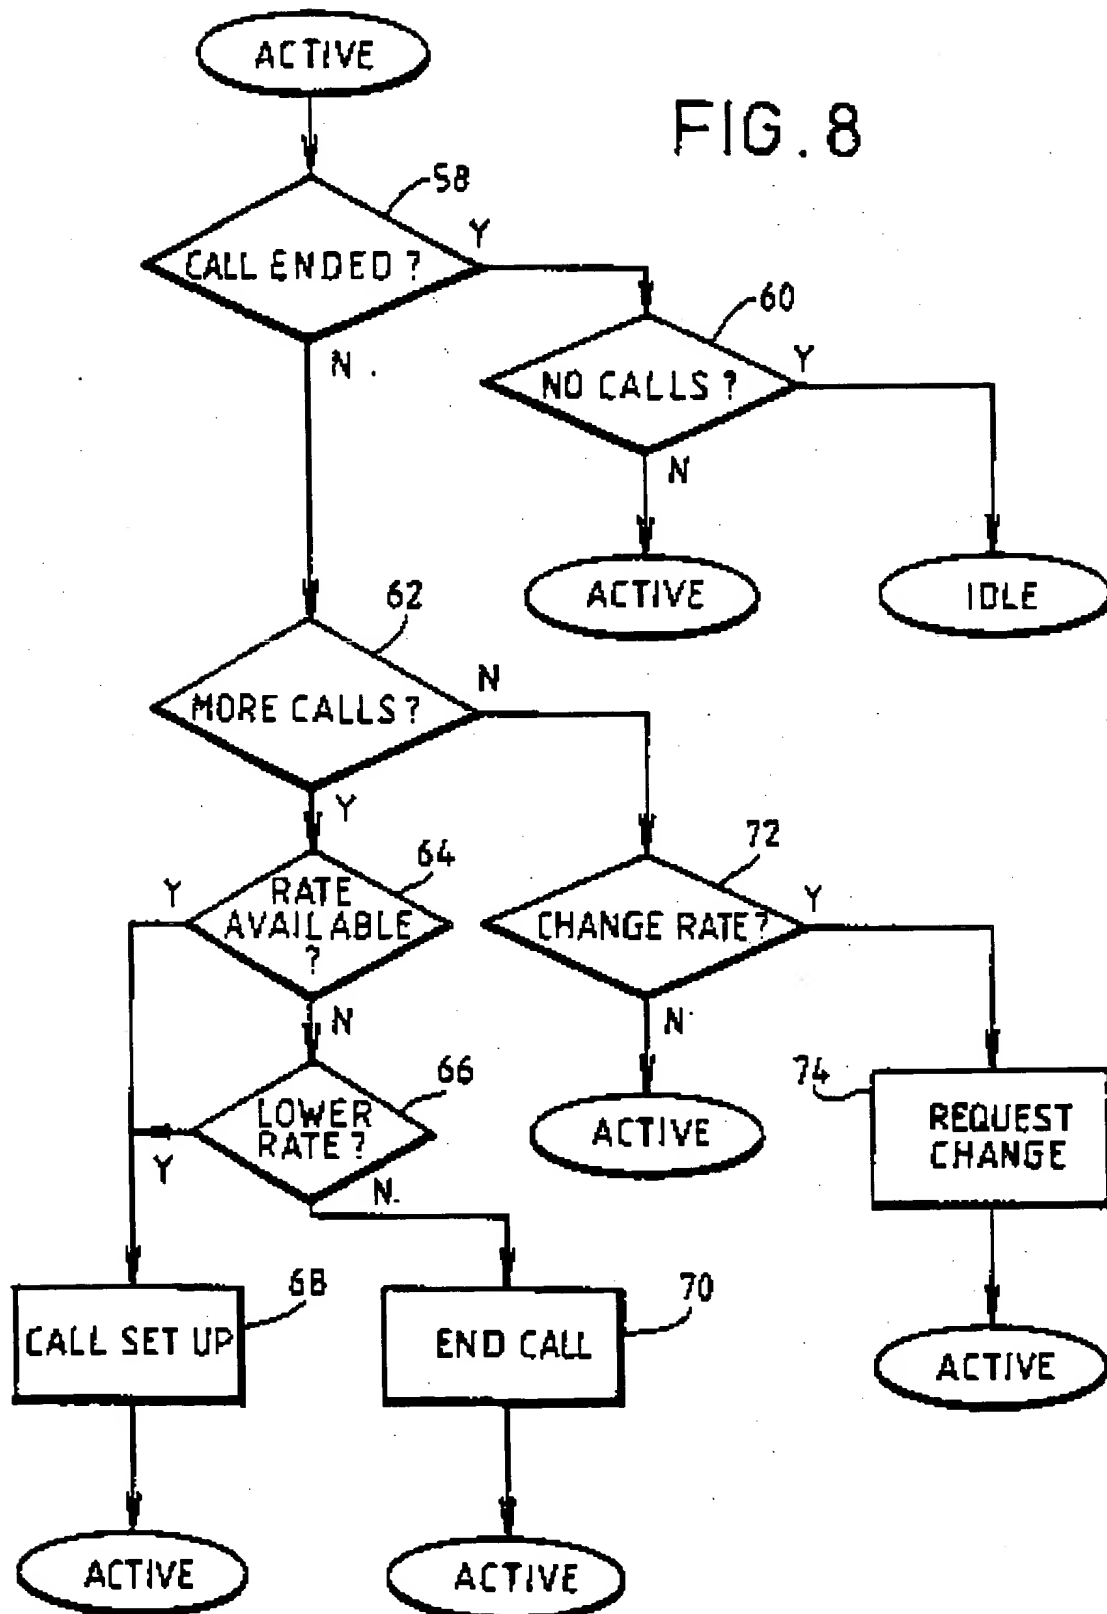 ACTIVE
FIG. 8
58
CALL ENDED ?
Y
N
60
NO CALLS ?
Y
N
ACTIVE
IDLE
62
MORE CALLS ?
N
Y
64
RATE
AVAILABLE
?
Y
N
72
CHANGE RATE ?
Y
N
66
LOWER
RATE ?
Y
N
ACTIVE
74
REQUEST
CHANGE
68
CALL SET UP
70
END CALL
ACTIVE
ACTIVE
ACTIVE